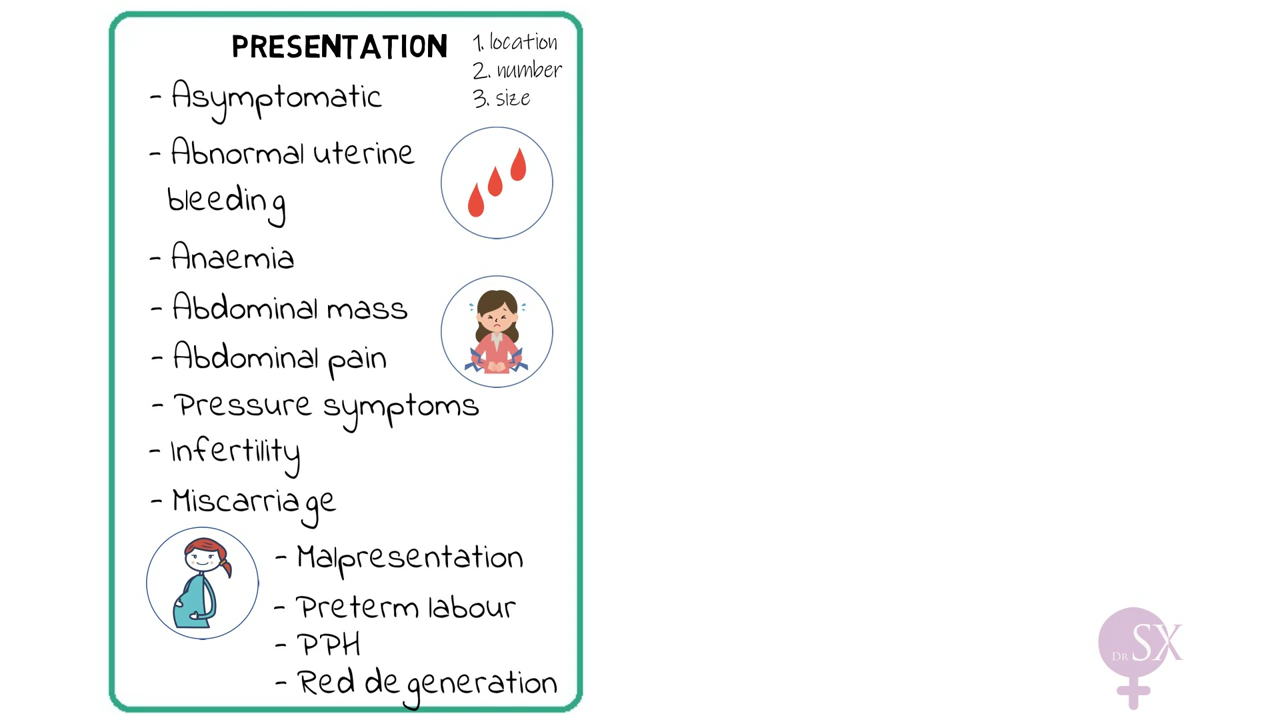 PRESENTATION
1. location
2. number
3. size
- Asymptomatic
- Abnormal uterine
bleeding
- Anaemia
- Abdominal mass
- Abdominal pain
- Pressure symptoms
- Infertility
- Miscarriage
- Malpresentation
- Preterm labour
- PPH
- Red degeneration
DR SX